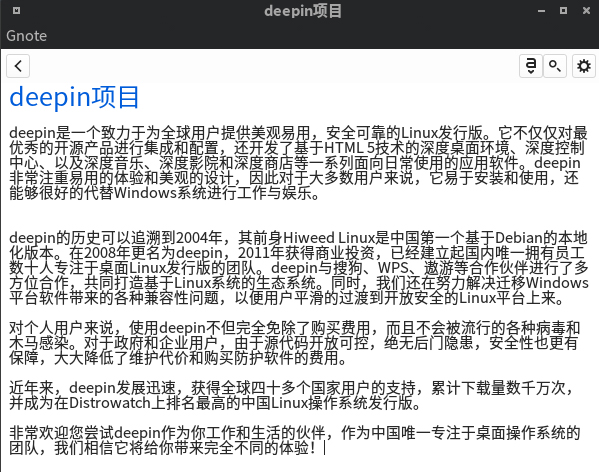 deepin项目
Gnote
deepin项目
deepin是一个致力于为全球用户提供美观易用，安全可靠的Linux发行版。它不仅仅对最
优秀的开源产品进行集成和配置，还开发了基于HTML 5技术的深度桌面环境、深度控制
中心、以及深度音乐、深度影院和深度商店等一系列面向日常使用的应用软件。deepin
非常注重易用的体验和美观的设计，因此对于大多数用户来说，它易于安装和使用，还
能够很好的代替Windows系统进行工作与娱乐。
deepin的历史可以追溯到2004年，其前身Hiweed Linux是中国第一个基于Debian的本地
化版本。在2008年更名为deepin，2011年获得商业投资，已经建立起国内唯一拥有员工
数十人专注于桌面Linux发行版的团队。deepin与搜狗、WPS、遨游等合作伙伴进行了多
方位合作，共同打造基于Linux系统的生态系统。同时，我们还在努力解决迁移Windows
平台软件带来的各种兼容性问题，以便用户平滑的过渡到开放安全的Linux平台上来。
对个人用户来说，使用deepin不但完全免除了购买费用，而且不会被流行的各种病毒和
木马感染。对于政府和企业用户，由于源代码开放可控，绝无后门隐患，安全性也更有
保障，大大降低了维护代价和购买防护软件的费用。
近年来，deepin发展迅速，获得全球四十多个国家用户的支持，累计下载量数千万次，
并成为在Distrowatch上排名最高的中国Linux操作系统发行版。
非常欢迎您尝试deepin作为你工作和生活的伙伴，作为中国唯一专注于桌面操作系统的
团队，我们相信它将给你带来完全不同的体验！